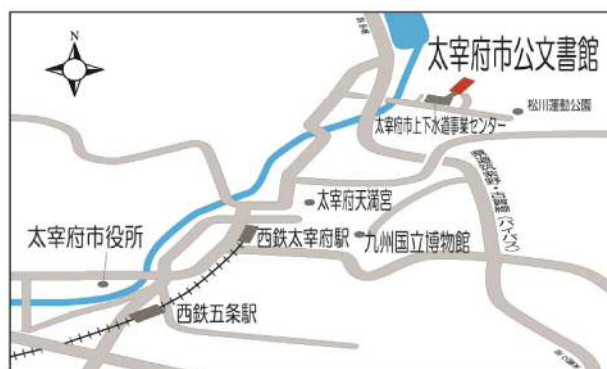 N
太宰府市公文書館
太宰府市上下水道事業センター
松川運動公園
太宰府天満宮
西鉄太宰府駅
九州国立博物館
太宰府市役所
西鉄五条駅